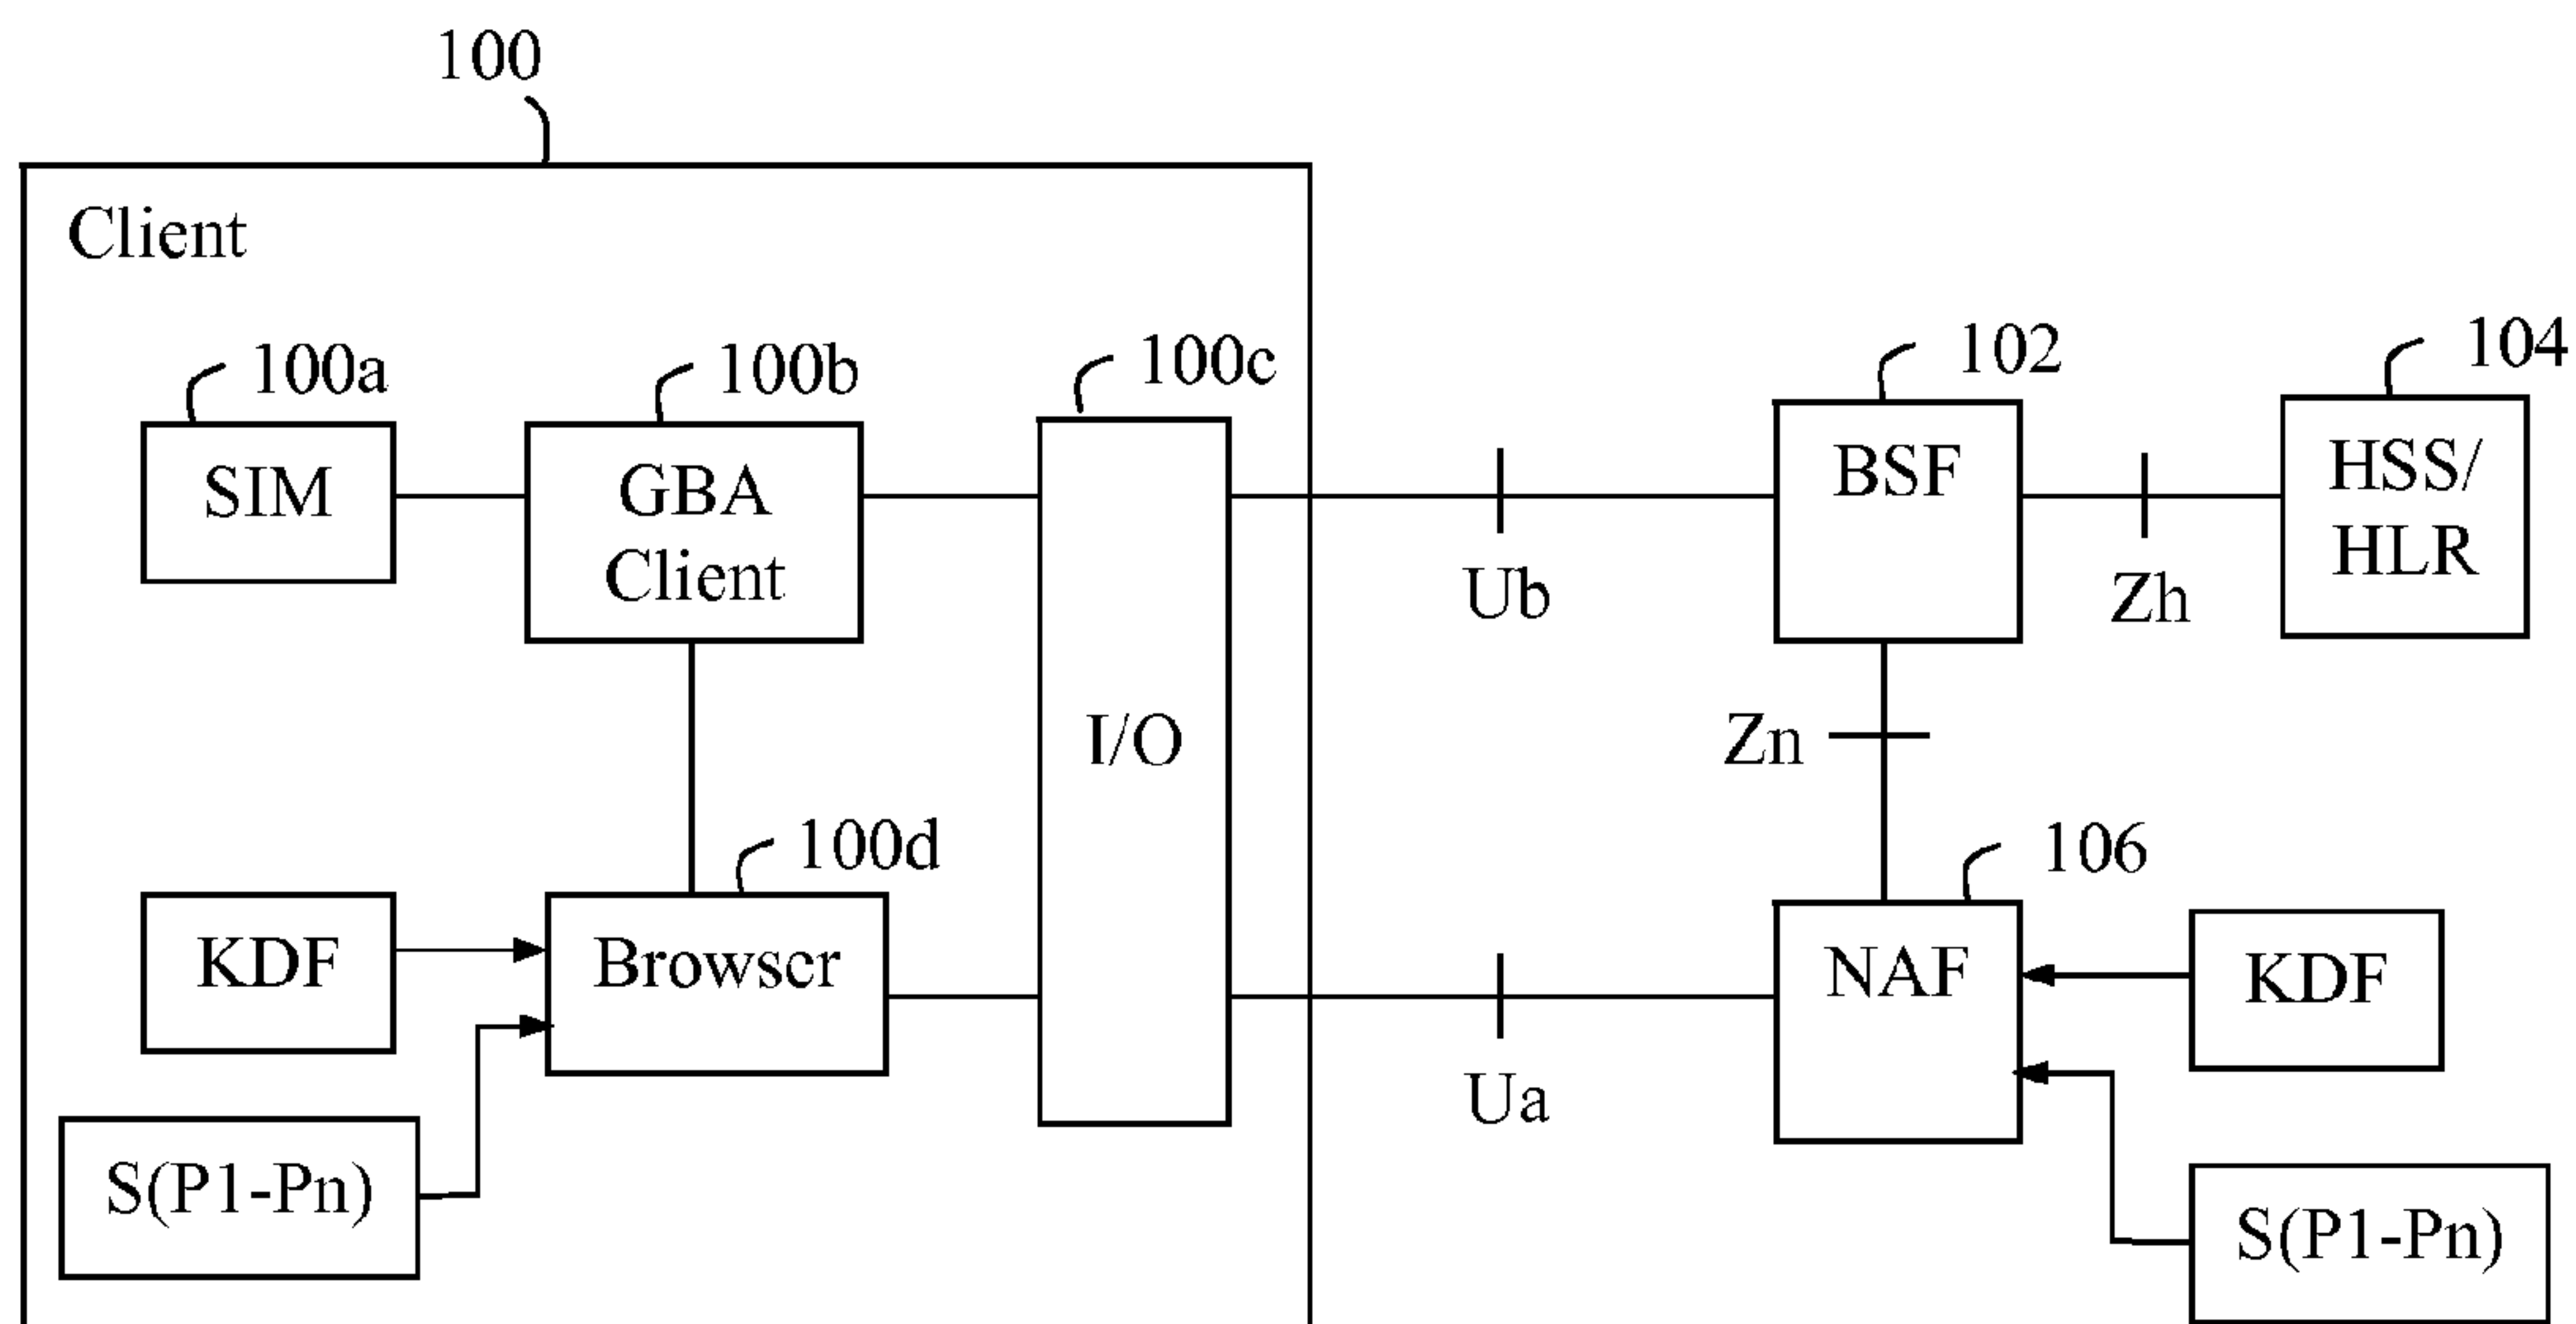 100
Client
100a
100b
100c
102
104
SIM
GBA
Client
BSF
HSS/
HLR
Ub
Zh
I/O
Zn
100d
106
KDF
Browscr
NAF
KDF
Ua
S(P1-Pn)
S(P1-Pn)